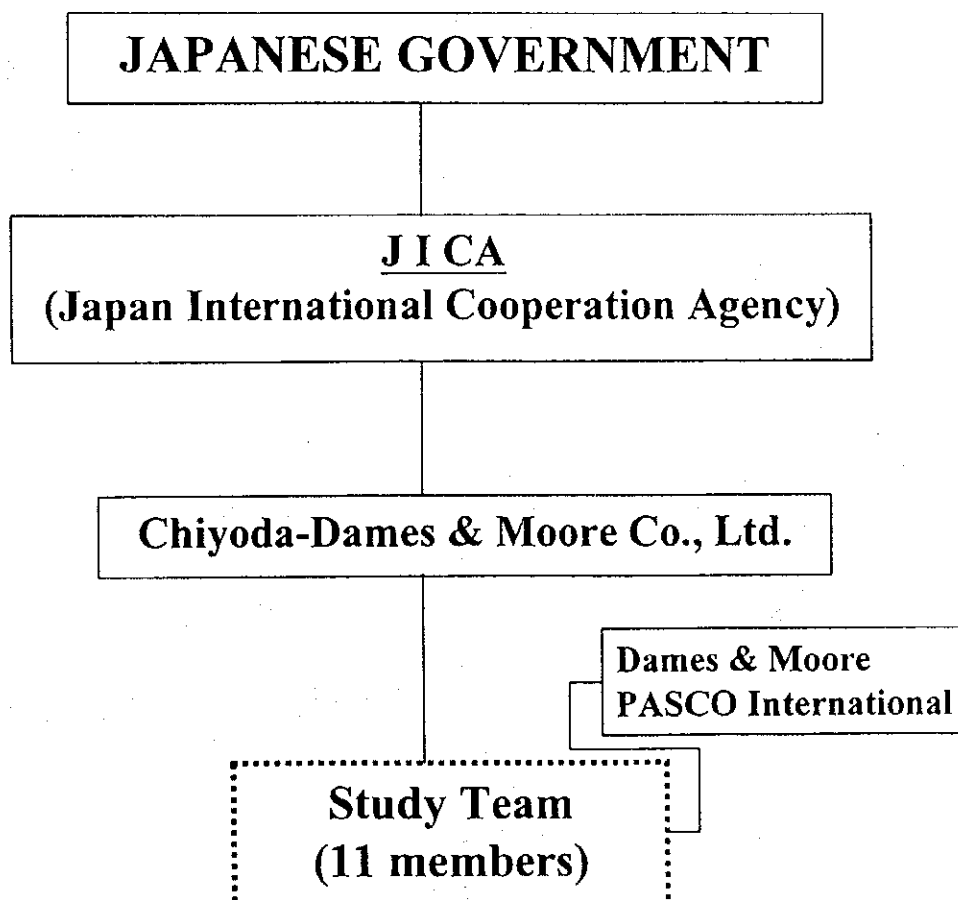 JAPANESE GOVERNMENT
J I CA
(Japan International Cooperation Agency)
Chiyoda-Dames & Moore Co., Ltd.
Dames & Moore
PASCO International
Study Team
(11 members)